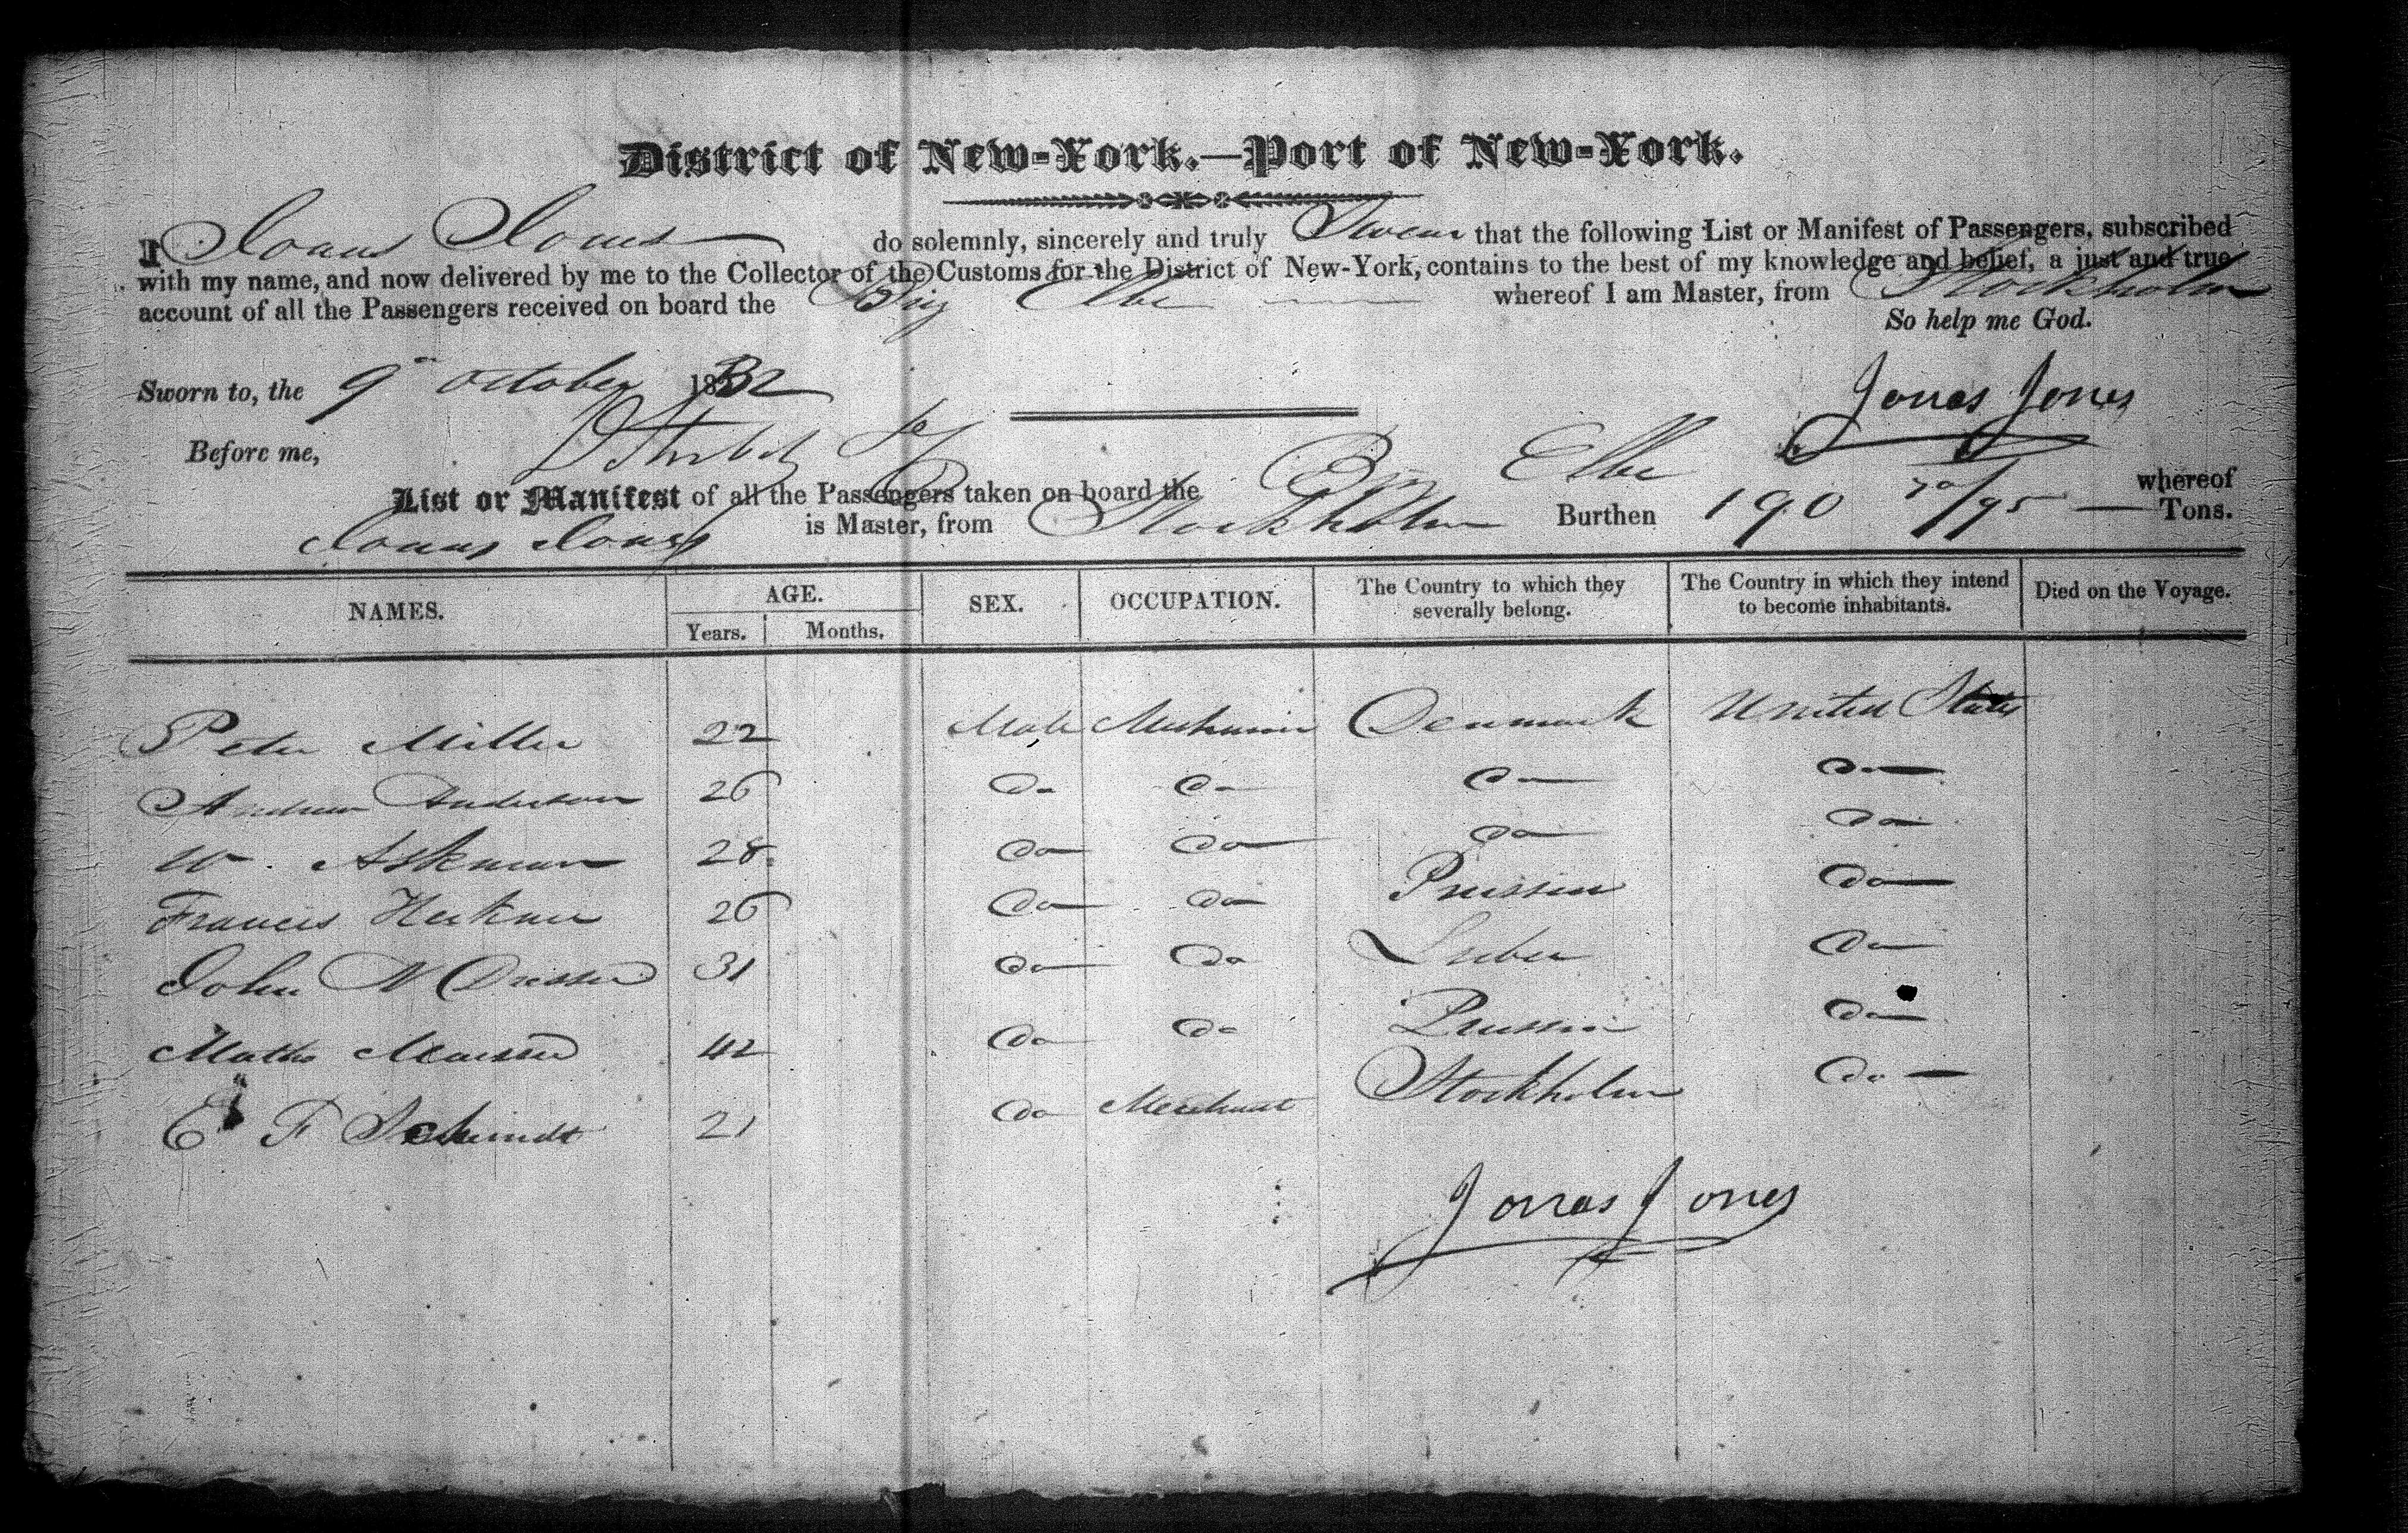 District of New-York.—Port of New-York.
I Jonas Jones do solemnly, sincerely and truly Swear that the following List or Manifest of Passengers, subscribed
with my name, and now delivered by me to the Collector of the Customs for the District of New-York, contains to the best of my knowledge and belief, a just and true
account of all the Passengers received on board the Brig Elbe whereof I am Master, from Stockholm
So help me God.
Sworn to, the 9th October 1832
Jonas Jones
Before me,
List or Manifest of all the Passengers taken on board the Brig Elbe whereof
Jonas Jones is Master, from Stockholm Burthen 190 70/95 Tons.
NAMES. AGE. SEX. OCCUPATION. The Country to which they severally belong. The Country in which they intend to become inhabitants. Died on the Voyage.
Years. Months.
Peter Miller 22 Male Mechanic Denmark United States
Andrew Anderson 26 Do Do Do Do
W. Askman 28 Do Do Do Do
Francis 26 Do Do Prussia Do
John 31 Do Do Do
42 Do Do Prussia Do
E F Schmidt 21 Do Merchant Stockholm Do
Jonas Jones